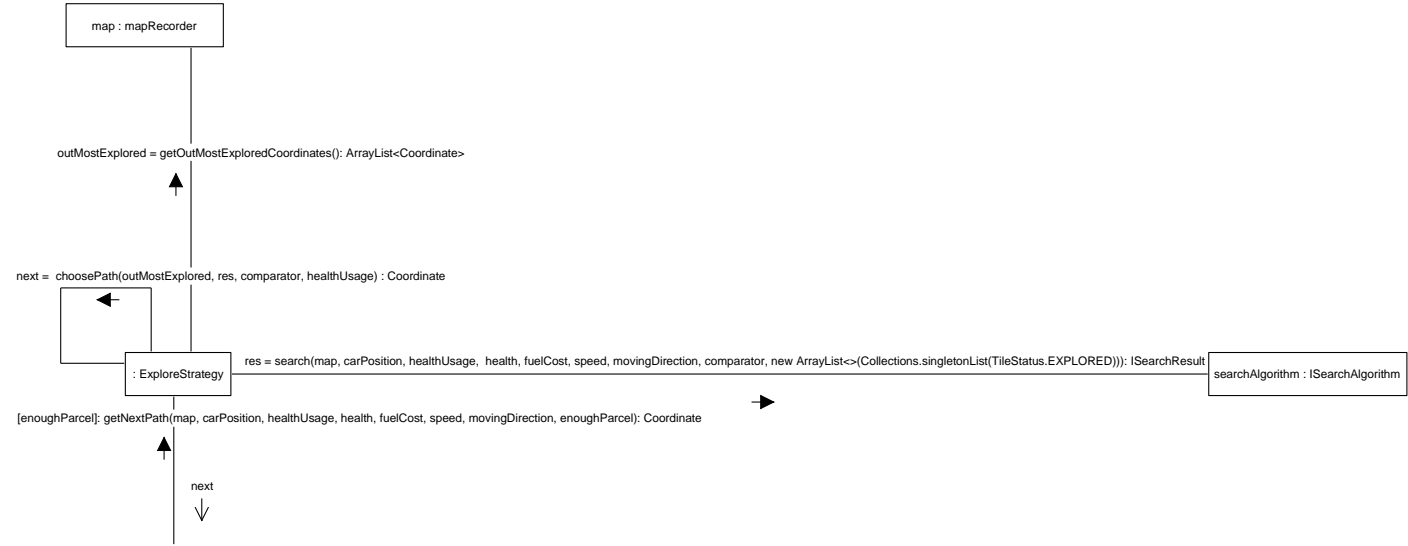 map : mapRecorder
outMostExplored = getOutMostExploredCoordinates(): ArrayList<Coordinate>
next =  choosePath(outMostExplored, res, comparator, healthUsage) : Coordinate
res = search(map, carPosition, healthUsage,  health, fuelCost, speed, movingDirection, comparator, new ArrayList<>(Collections.singletonList(TileStatus.EXPLORED))): ISearchResult
: ExploreStrategy
searchAlgorithm : ISearchAlgorithm
[enoughParcel]: getNextPath(map, carPosition, healthUsage, health, fuelCost, speed, movingDirection, enoughParcel): Coordinate
next